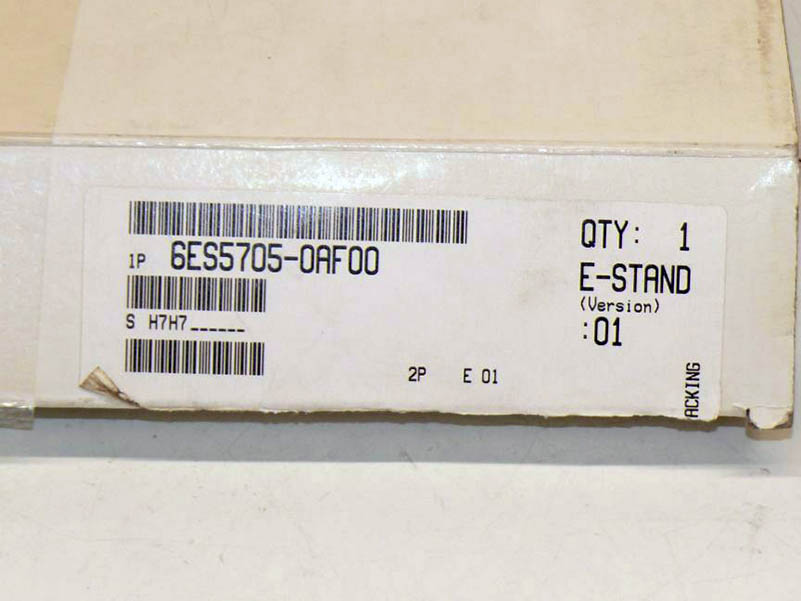 1P 6ES5705-0AF00
S H7H7______
2P E 01
QTY: 1
E-STAND
(Version)
:01
ACKING